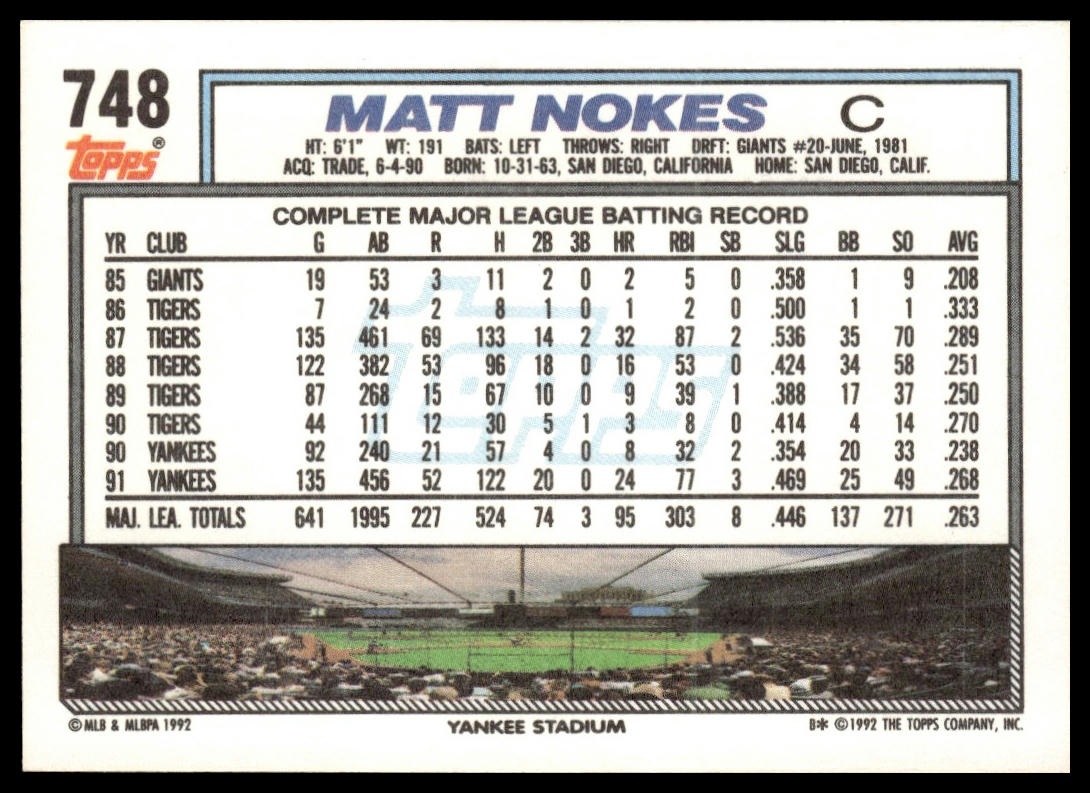 748
topps®
MATT NOKES C
HT: 6'1" WT: 191 BATS: LEFT THROWS: RIGHT DRFT: GIANTS #20-JUNE, 1981
ACQ: TRADE, 6-4-90 BORN: 10-31-63, SAN DIEGO, CALIFORNIA HOME: SAN DIEGO, CALIF.
COMPLETE MAJOR LEAGUE BATTING RECORD
YR CLUB G AB R H 2B 3B HR RBI SB SLG BB SO AVG
85 GIANTS 19 53 3 11 2 0 2 5 0 .358 1 9 .208
86 TIGERS 7 24 2 8 1 0 1 2 0 .500 1 1 .333
87 TIGERS 135 461 69 133 14 2 32 87 2 .536 35 70 .289
88 TIGERS 122 382 53 96 18 0 16 53 0 .424 34 58 .251
89 TIGERS 87 268 15 67 10 0 9 39 1 .388 17 37 .250
90 TIGERS 44 111 12 30 5 1 3 8 0 .414 4 14 .270
90 YANKEES 92 240 21 57 4 0 8 32 2 .354 20 33 .238
91 YANKEES 135 456 52 122 20 0 24 77 3 .469 25 49 .268
MAJ. LEA. TOTALS 641 1995 227 524 74 3 95 303 8 .446 137 271 .263
topps
© MLB & MLBPA 1992 YANKEE STADIUM B* © 1992 THE TOPPS COMPANY, INC.